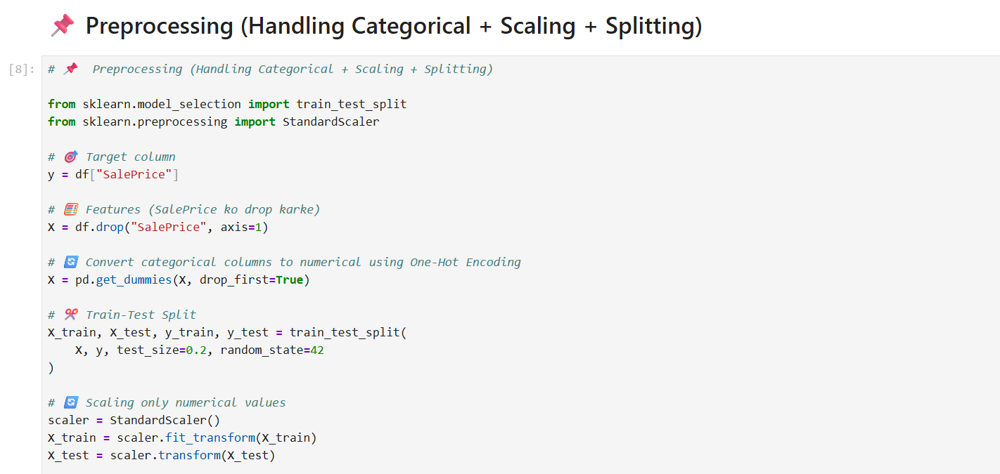 📌 Preprocessing (Handling Categorical + Scaling + Splitting)
[8]: # 📌  Preprocessing (Handling Categorical + Scaling + Splitting)
from sklearn.model_selection import train_test_split
from sklearn.preprocessing import StandardScaler
# 🎯 Target column
y = df["SalePrice"]
# 🧮 Features (SalePrice ko drop karke)
X = df.drop("SalePrice", axis=1)
# 🔄 Convert categorical columns to numerical using One-Hot Encoding
X = pd.get_dummies(X, drop_first=True)
# ✂️ Train-Test Split
X_train, X_test, y_train, y_test = train_test_split(
    X, y, test_size=0.2, random_state=42
)
# 🔄 Scaling only numerical values
scaler = StandardScaler()
X_train = scaler.fit_transform(X_train)
X_test = scaler.transform(X_test)